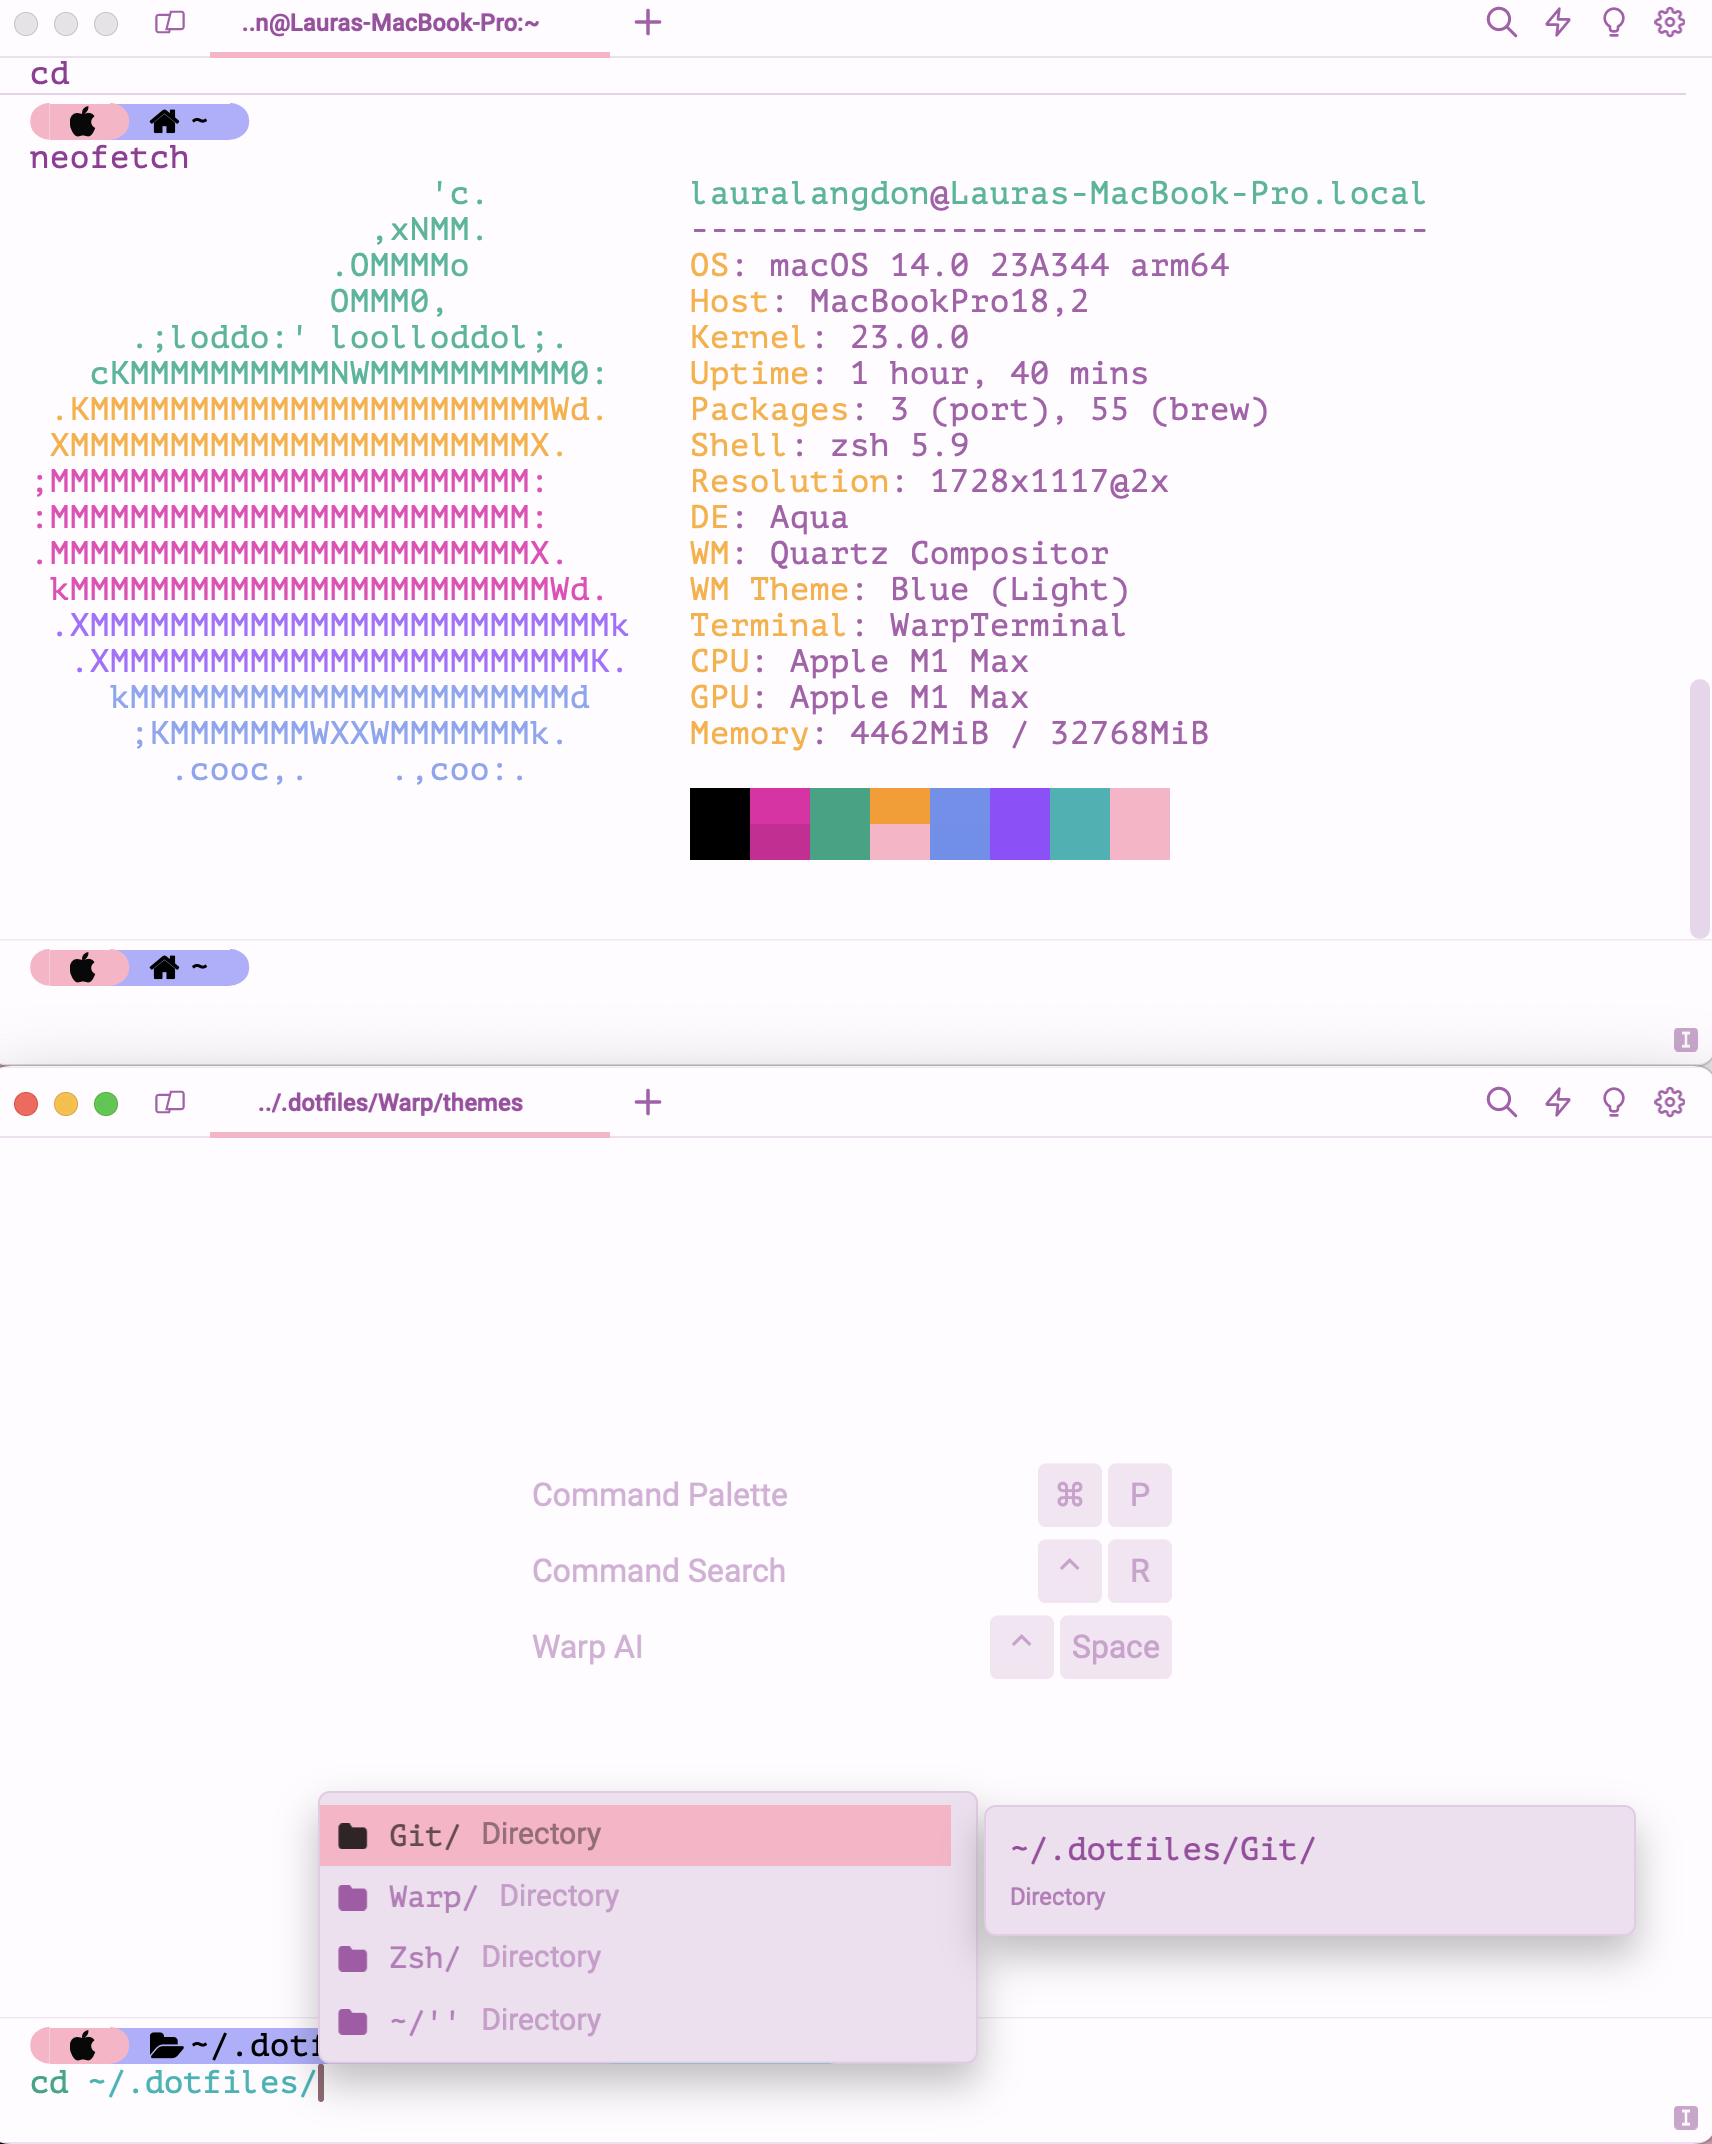 ..n@Lauras-MacBook-Pro:~
cd
~
neofetch
'c.
,xNMM.
.OMMMMo
OMMM0,
.;loddo:' loolloddol;.
cKMMMMMMMMMMNWMMMMMMMMMM0:
.KMMMMMMMMMMMMMMMMMMMMMMMWd.
XMMMMMMMMMMMMMMMMMMMMMMMX.
;MMMMMMMMMMMMMMMMMMMMMMMM:
:MMMMMMMMMMMMMMMMMMMMMMMM:
.MMMMMMMMMMMMMMMMMMMMMMMMX.
kMMMMMMMMMMMMMMMMMMMMMMMMWd.
.XMMMMMMMMMMMMMMMMMMMMMMMMMMk
.XMMMMMMMMMMMMMMMMMMMMMMMMK.
kMMMMMMMMMMMMMMMMMMMMMMd
;KMMMMMMMWXXWMMMMMMMk.
.cooc,.    .,coo:.
lauralangdon@Lauras-MacBook-Pro.local
-------------------------------------
OS: macOS 14.0 23A344 arm64
Host: MacBookPro18,2
Kernel: 23.0.0
Uptime: 1 hour, 40 mins
Packages: 3 (port), 55 (brew)
Shell: zsh 5.9
Resolution: 1728x1117@2x
DE: Aqua
WM: Quartz Compositor
WM Theme: Blue (Light)
Terminal: WarpTerminal
CPU: Apple M1 Max
GPU: Apple M1 Max
Memory: 4462MiB / 32768MiB
~
../.dotfiles/Warp/themes
Command Palette ⌘ P
Command Search ^ R
Warp AI ^ Space
Git/ Directory
Warp/ Directory
Zsh/ Directory
~/'' Directory
~/.dotfiles/Git/
Directory
~/.dotf
cd ~/.dotfiles/